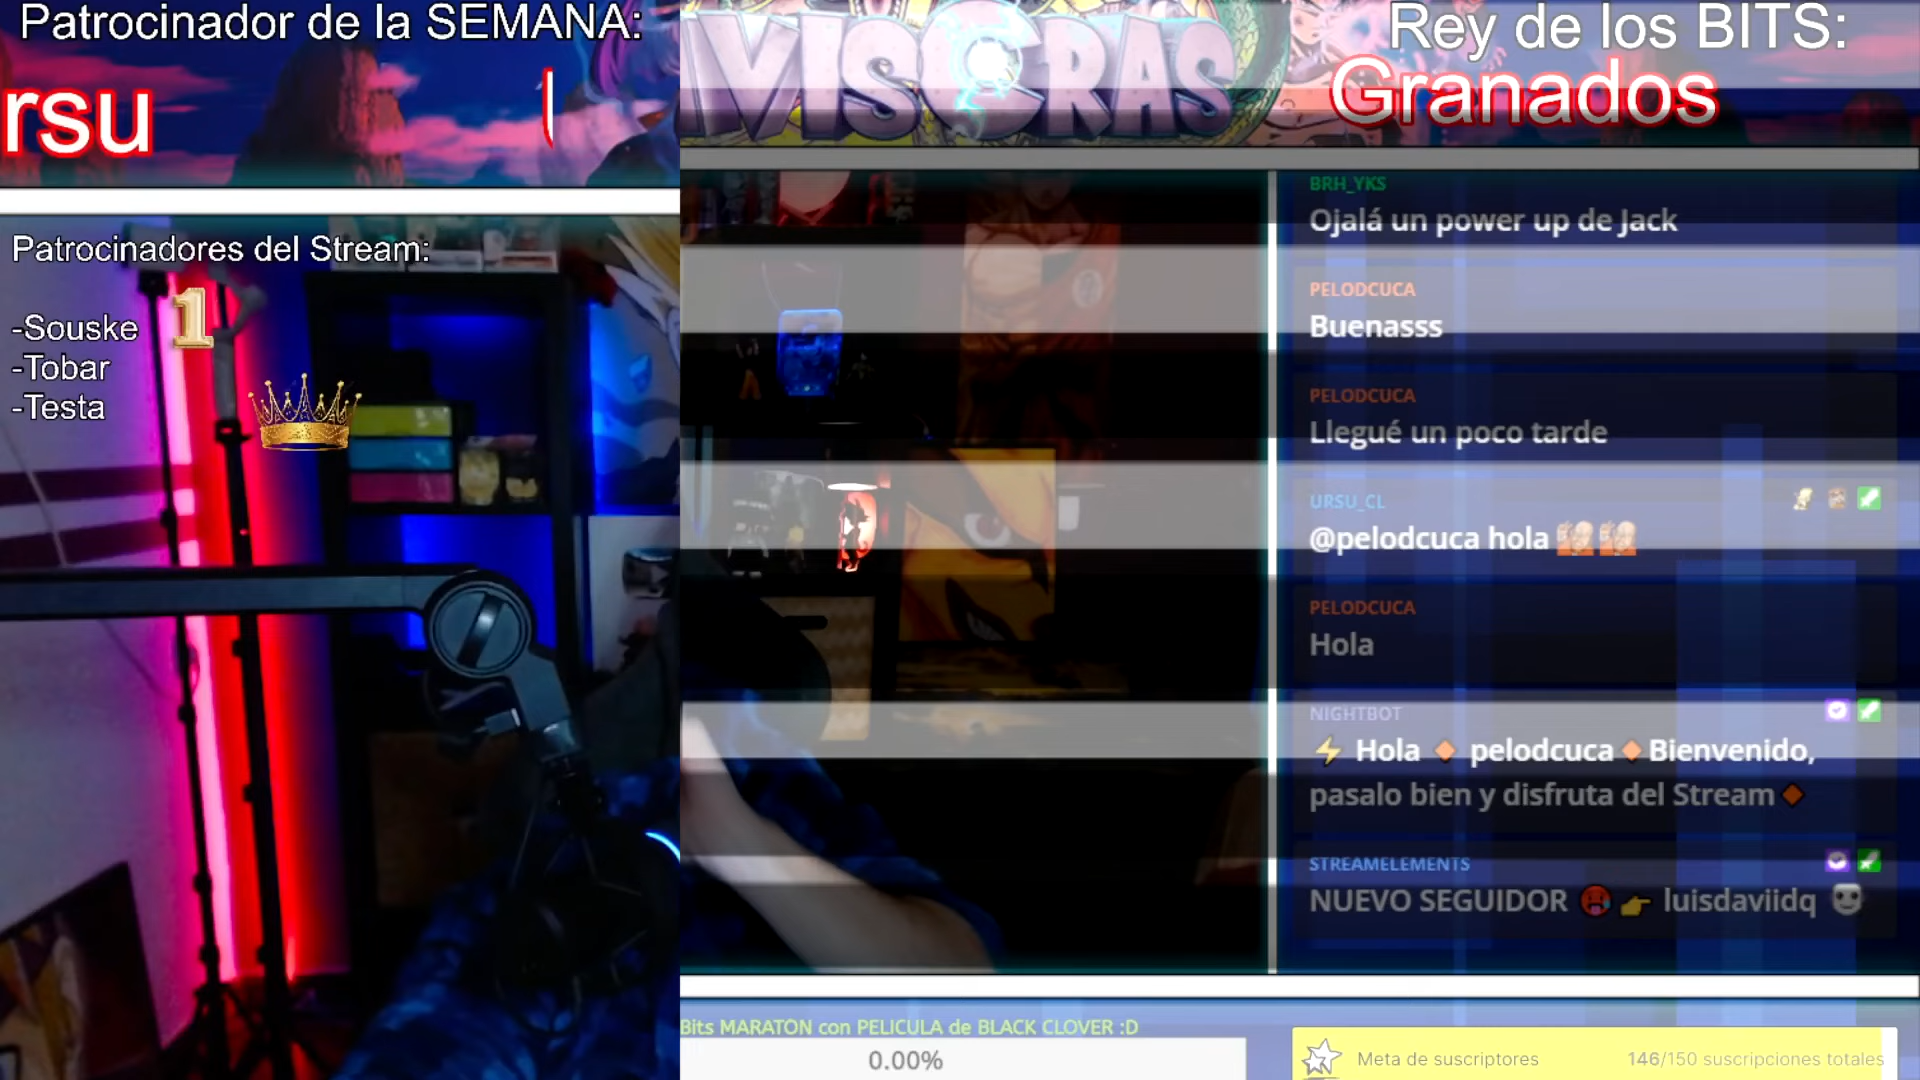 Patrocinador de la SEMANA:
rsu
VISCRAS
Rey de los BITS:
Granados
Patrocinadores del Stream:
-Souske
-Tobar
-Testa
1
BRH_YKS
Ojalá un power up de Jack
PELODCUCA
Buenasss
PELODCUCA
Llegué un poco tarde
URSU_CL
@pelodcuca hola
PELODCUCA
Hola
NIGHTBOT
⚡ Hola 🔸 pelodcuca 🔸Bienvenido,
pasalo bien y disfruta del Stream🔸
STREAMELEMENTS
NUEVO SEGUIDOR 🥵 👉 luisdaviidq 💀
Bits MARATON con PELICULA de BLACK CLOVER :D
0.00%
Meta de suscriptores 146/150 suscripciones totales